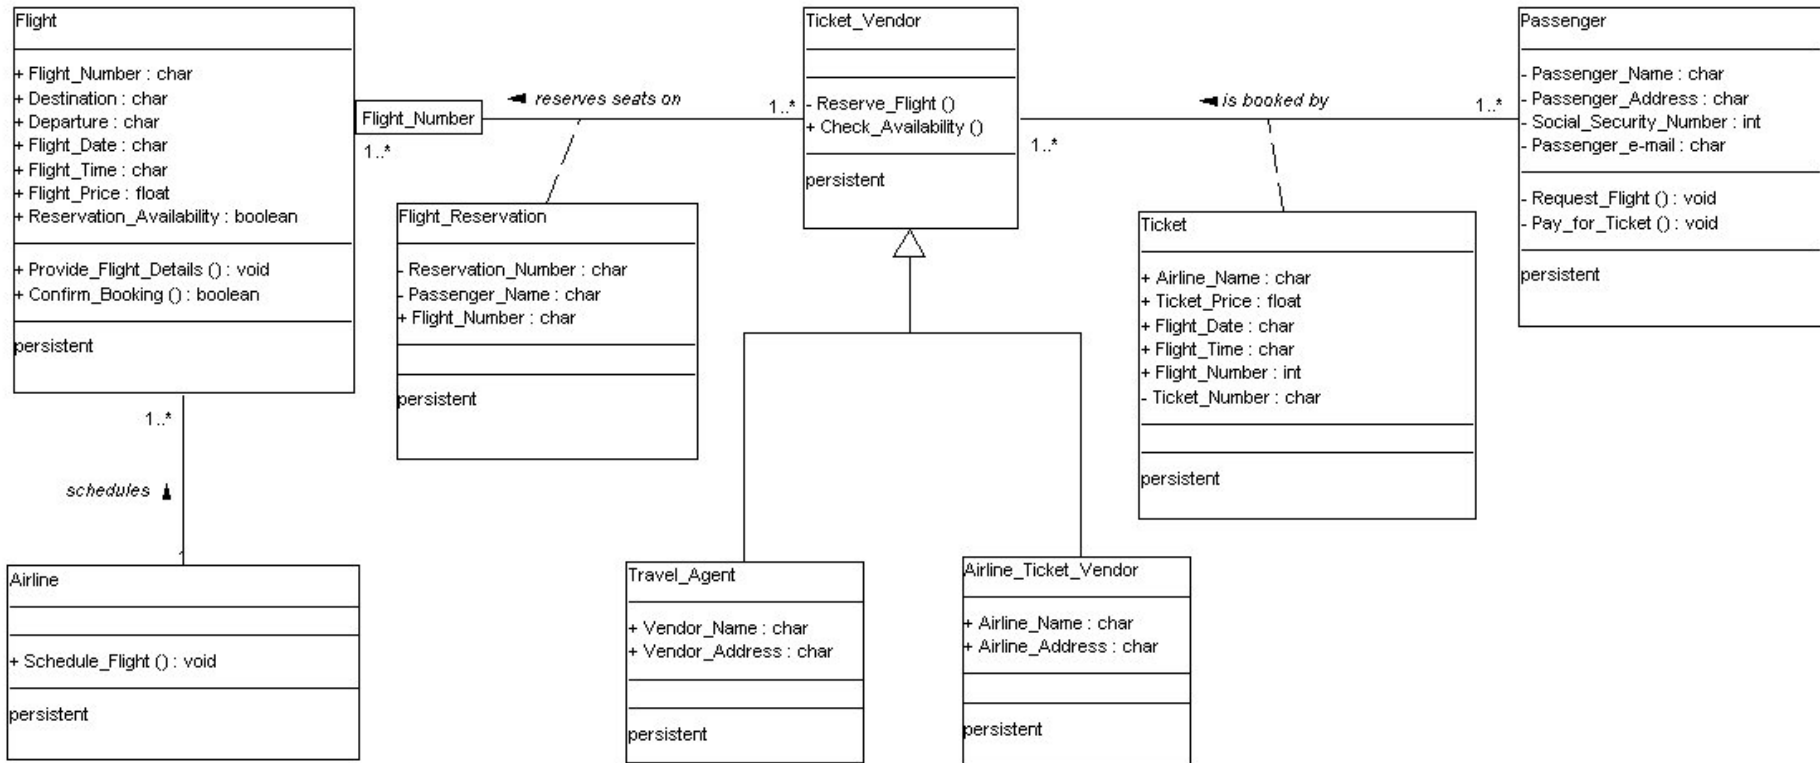 Flight
+ Flight_Number : char
+ Destination : char
+ Departure : char
+ Flight_Date : char
+ Flight_Time : char
+ Flight_Price : float
+ Reservation_Availability : boolean
+ Provide_Flight_Details () : void
+ Confirm_Booking () : boolean
persistent
Flight_Number
1..*
reserves seats on
1..*
Ticket_Vendor
- Reserve_Flight ()
+ Check_Availability ()
persistent
is booked by
1..*
1..*
Passenger
- Passenger_Name : char
- Passenger_Address : char
- Social_Security_Number : int
- Passenger_e-mail : char
- Request_Flight () : void
- Pay_for_Ticket () : void
persistent
Flight_Reservation
- Reservation_Number : char
- Passenger_Name : char
+ Flight_Number : char
persistent
Ticket
+ Airline_Name : char
+ Ticket_Price : float
+ Flight_Date : char
+ Flight_Time : char
+ Flight_Number : int
- Ticket_Number : char
persistent
1..*
schedules
Airline
+ Schedule_Flight () : void
persistent
Travel_Agent
+ Vendor_Name : char
+ Vendor_Address : char
persistent
Airline_Ticket_Vendor
+ Airline_Name : char
+ Airline_Address : char
persistent